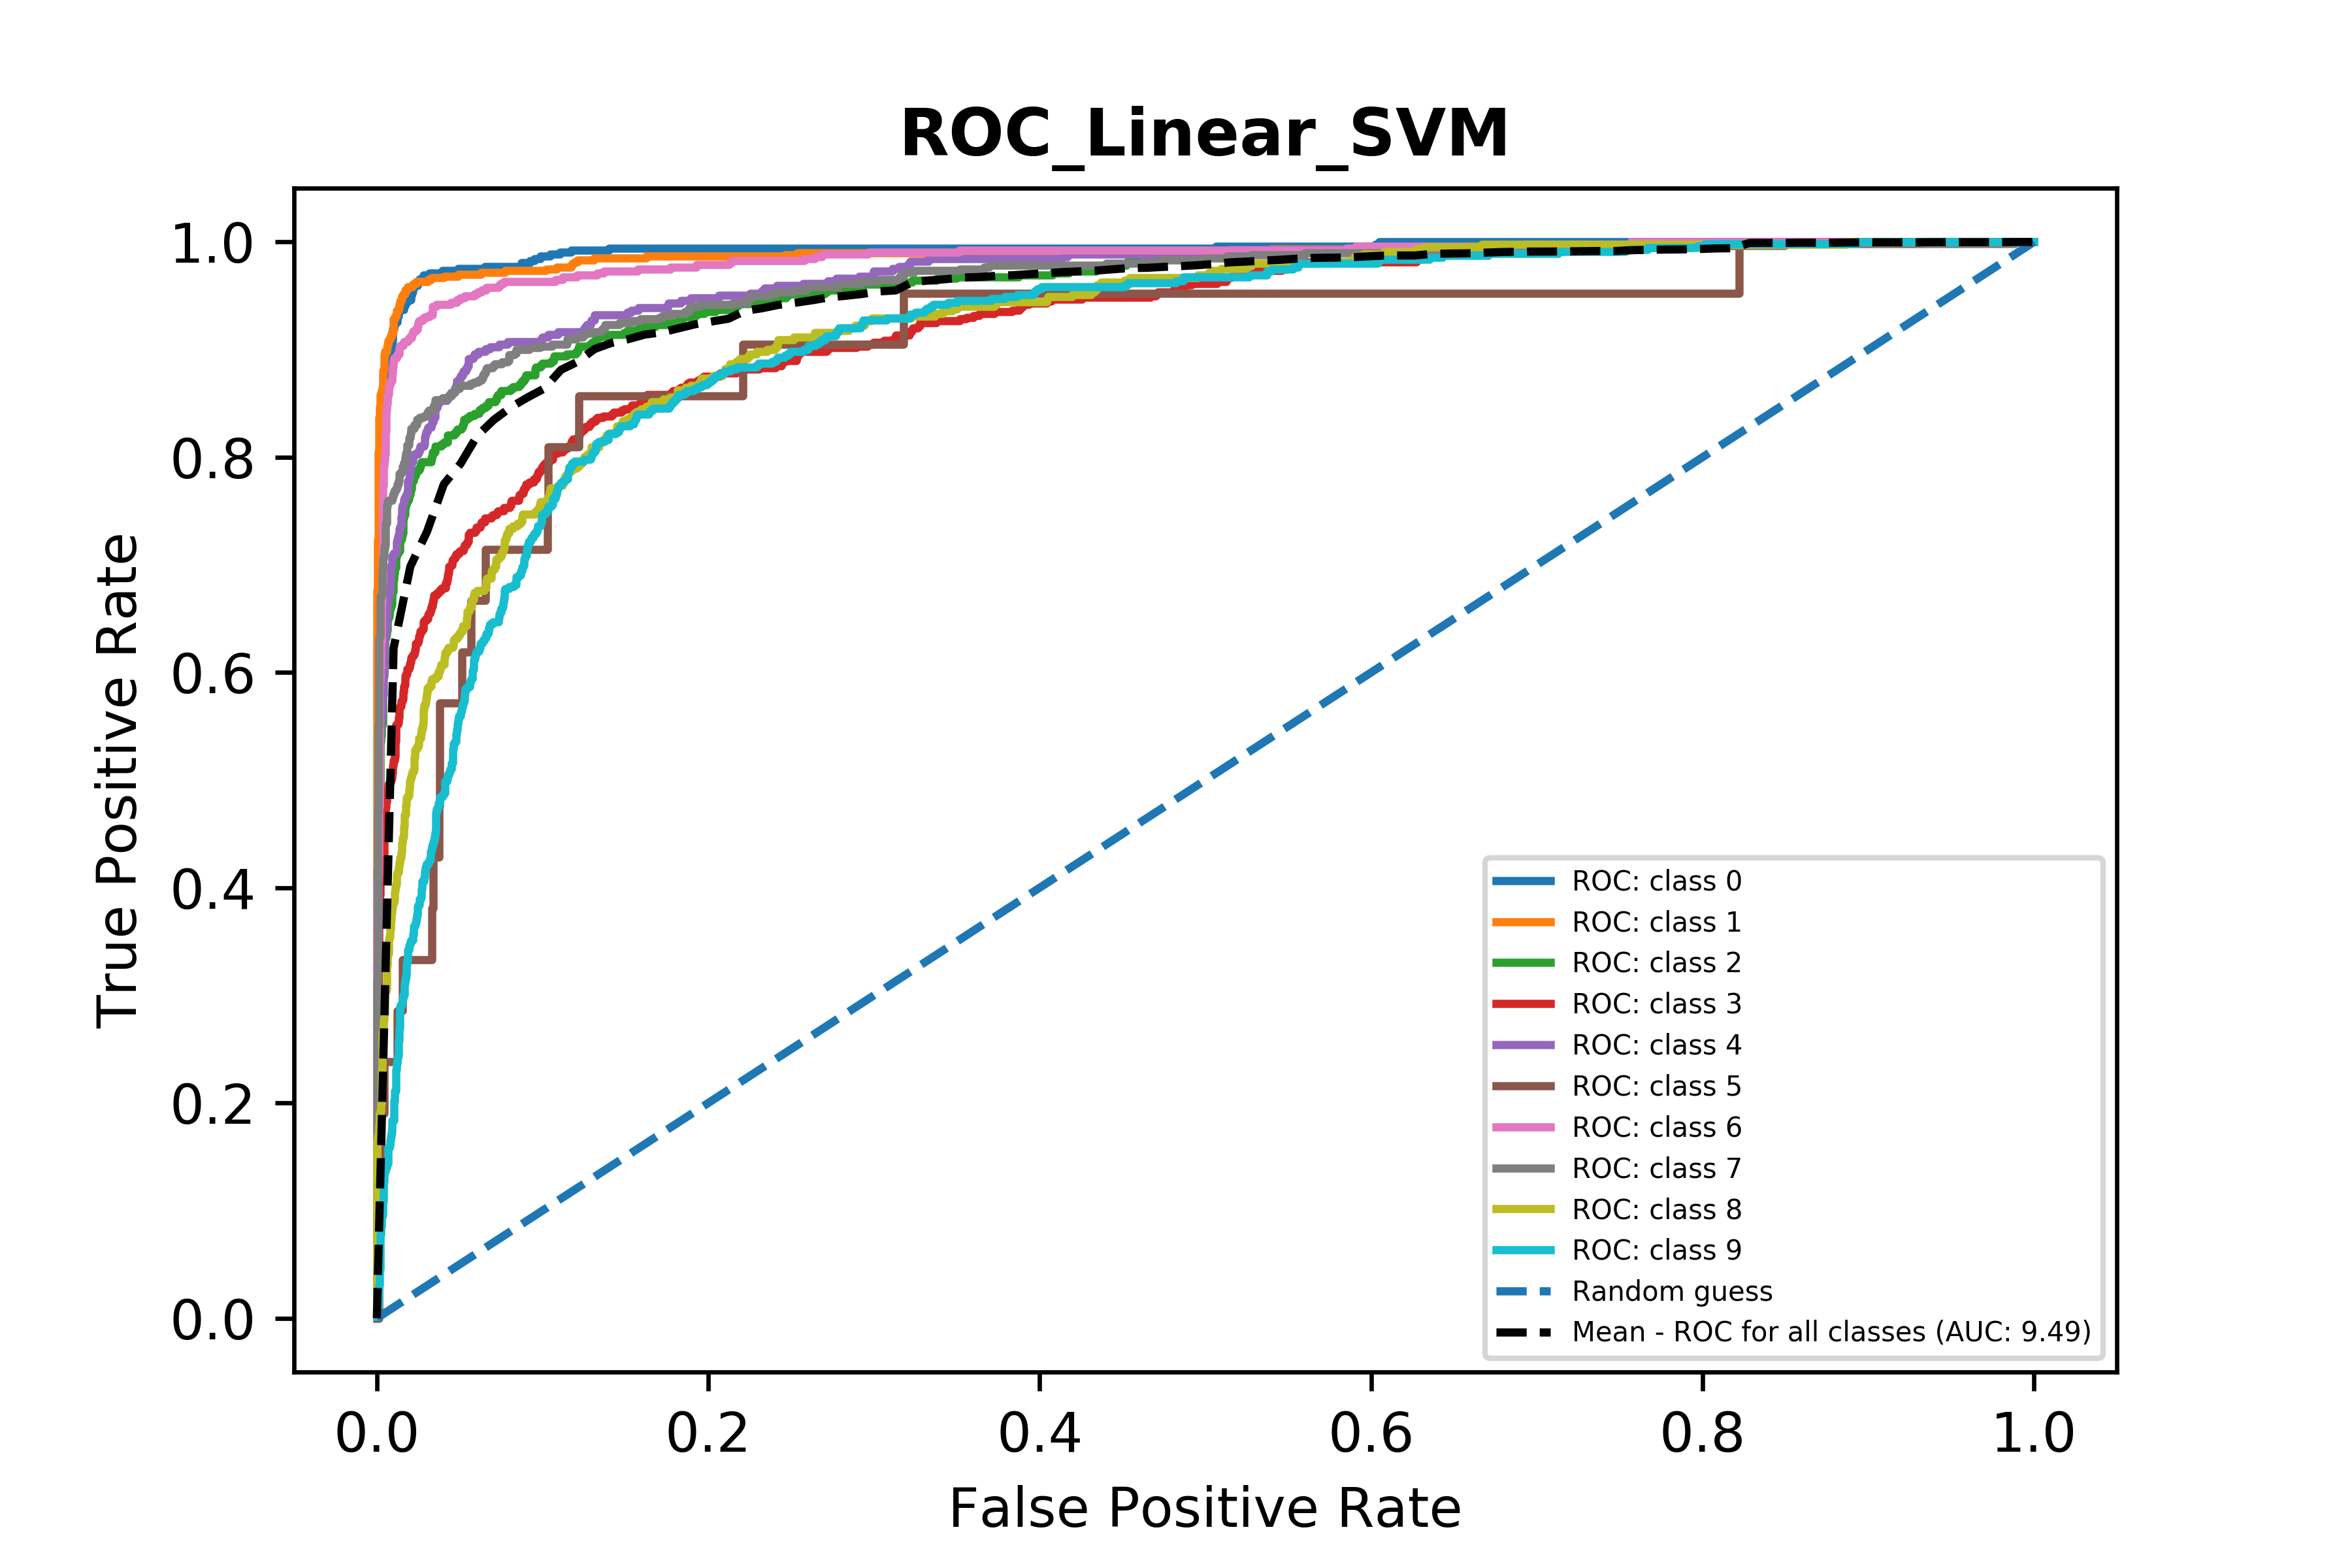 ROC_Linear_SVM
True Positive Rate
1.0
0.8
0.6
0.4
0.2
0.0
ROC: class 0
ROC: class 1
ROC: class 2
ROC: class 3
ROC: class 4
ROC: class 5
ROC: class 6
ROC: class 7
ROC: class 8
ROC: class 9
Random guess
Mean - ROC for all classes (AUC: 9.49)
0.0 0.2 0.4 0.6 0.8 1.0
False Positive Rate